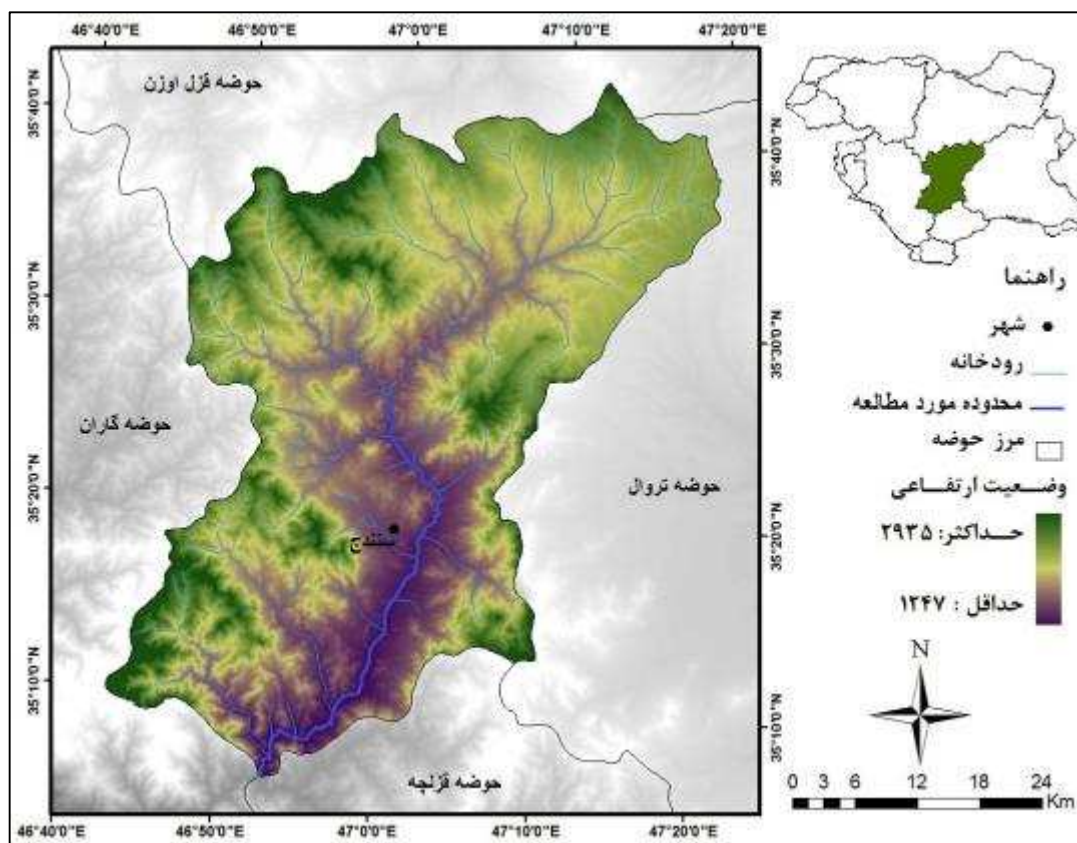 46°40'0"E 46°50'0"E 47°0'0"E 47°10'0"E 47°20'0"E
35°40'0"N
35°30'0"N
35°20'0"N
35°10'0"N
حوضه قزل اوزن
حوضه گاران
حوضه تروال
سنندج
حوضه قزلچه
35°40'0"N
35°30'0"N
35°20'0"N
35°10'0"N
46°40'0"E 46°50'0"E 47°0'0"E 47°10'0"E 47°20'0"E
راهنما
شهر
رودخانه
محدوده مورد مطالعه
مرز حوضه
وضـعیت ارتفـــاعی
حـــداکثر: ۲۹۳۵
حداقل : ۱۲۴۷
N
0 3 6 12 18 24
Km